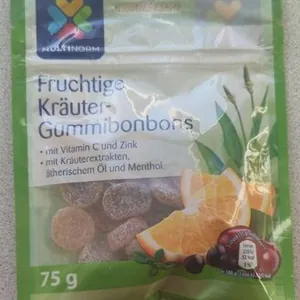 MULTINORM
Fruchtige
Kräuter-
Gummibonbons
• mit Vitamin C und Zink
• mit Kräuterextrakten,
ätherischem Öl und Menthol
75 g